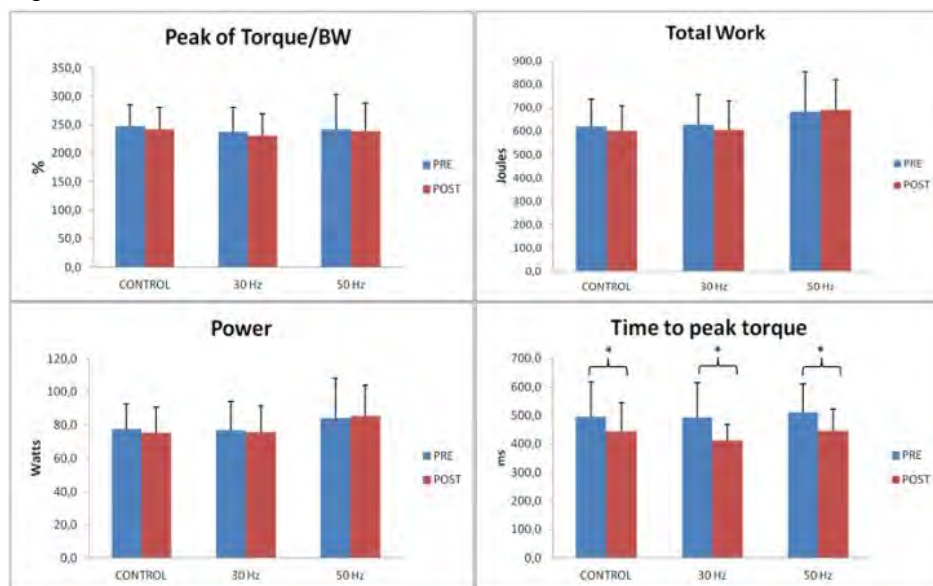 Peak of Torque/BW
350,0
300,0
250,0
200,0
150,0
100,0
50,0
0,0
%
CONTROL 30 Hz 50 Hz
PRE
POST
Total Work
900,0
800,0
700,0
600,0
500,0
400,0
300,0
200,0
100,0
0,0
Joules
CONTROL 30 Hz 50 Hz
PRE
POST
Power
120,0
100,0
80,0
60,0
40,0
20,0
0,0
Watts
CONTROL 30 Hz 50 Hz
PRE
POST
Time to peak torque
* * *
700,0
600,0
500,0
400,0
300,0
200,0
100,0
0,0
ms
CONTROL 30 Hz 50 Hz
PRE
POST